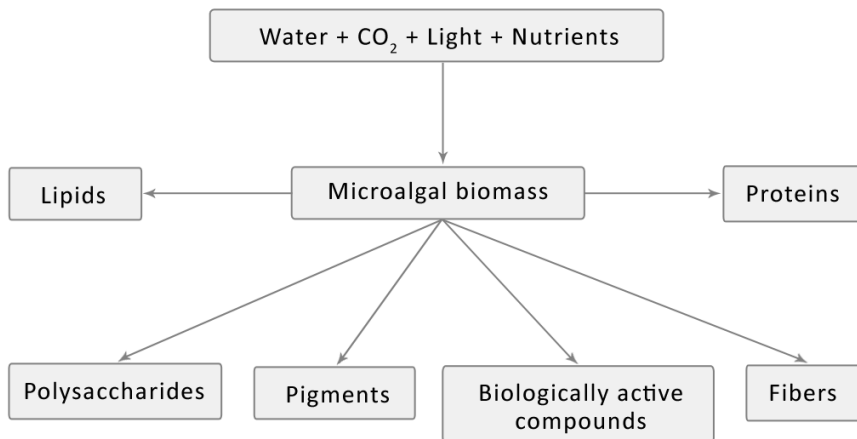 Water + CO₂ + Light + Nutrients
Lipids
Microalgal biomass
Proteins
Polysaccharides
Pigments
Biologically active
compounds
Fibers